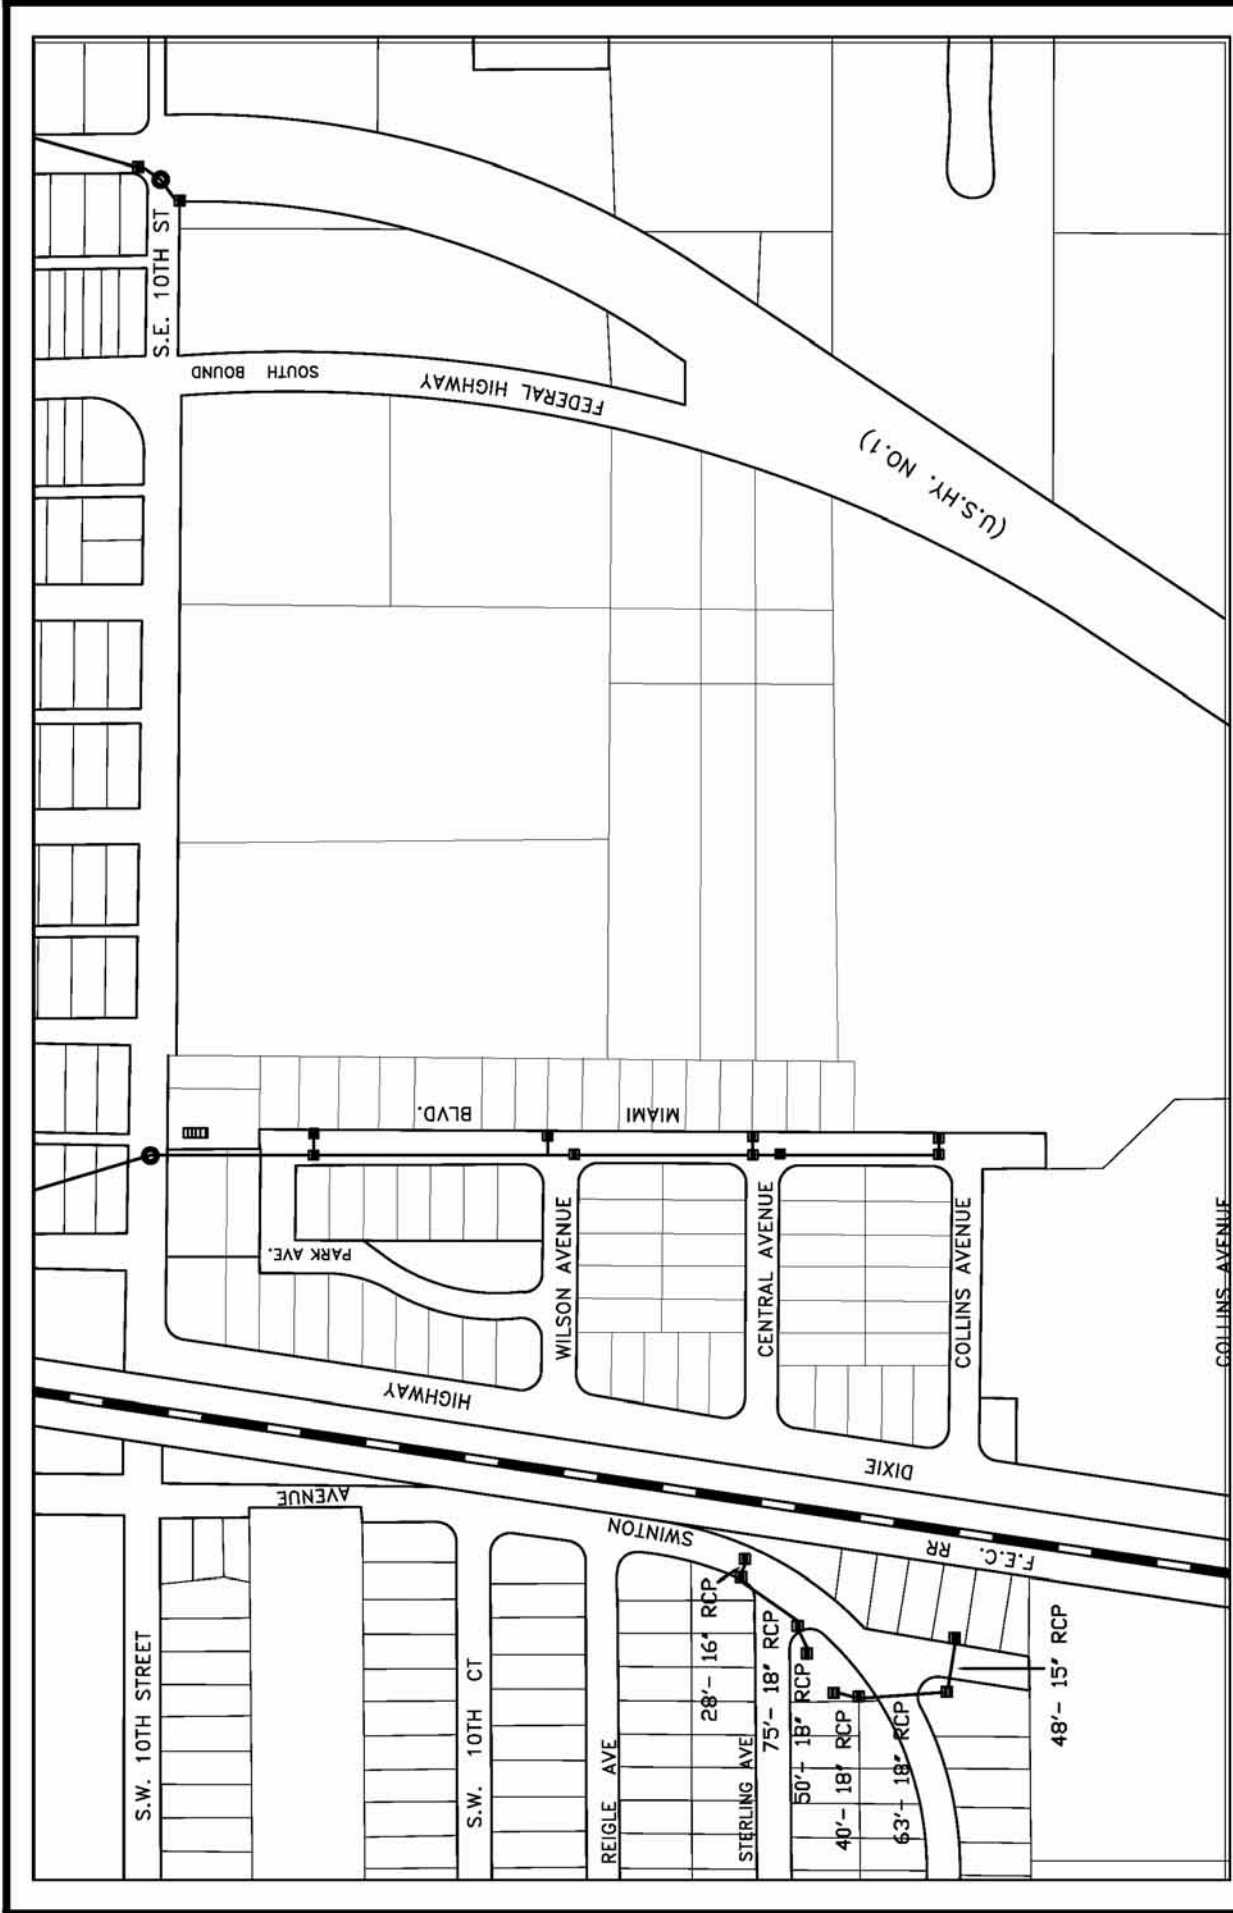 S.E. 10TH ST
SOUTH BOUND
FEDERAL HIGHWAY
(U.S.HY. NO.1)
MIAMI BLVD.
PARK AVE.
WILSON AVENUE
CENTRAL AVENUE
COLLINS AVENUE
COLLINS AVENUE
DIXIE HIGHWAY
F.E.C. RR
SWINTON AVENUE
S.W. 10TH STREET
S.W. 10TH CT
REIGLE AVE
STERLING AVE
28'- 16" RCP
75'- 18" RCP
50'- 18" RCP
40'- 18" RCP
63'- 18" RCP
48'- 15" RCP